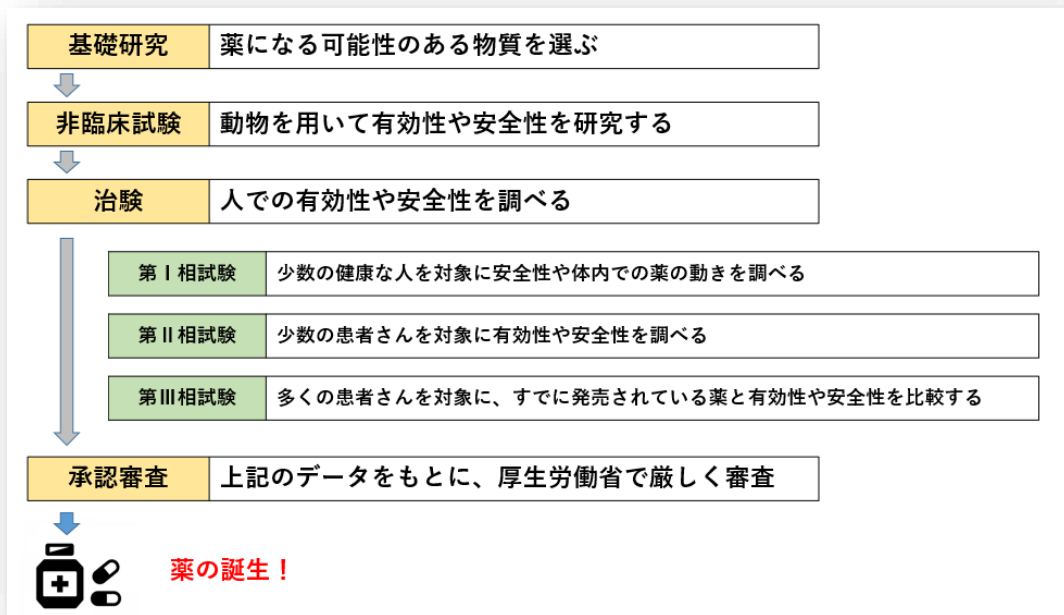 基礎研究 薬になる可能性のある物質を選ぶ
非臨床試験 動物を用いて有効性や安全性を研究する
治験 人での有効性や安全性を調べる
第Ⅰ相試験 少数の健康な人を対象に安全性や体内での薬の動きを調べる
第Ⅱ相試験 少数の患者さんを対象に有効性や安全性を調べる
第Ⅲ相試験 多くの患者さんを対象に、すでに発売されている薬と有効性や安全性を比較する
承認審査 上記のデータをもとに、厚生労働省で厳しく審査
薬の誕生！